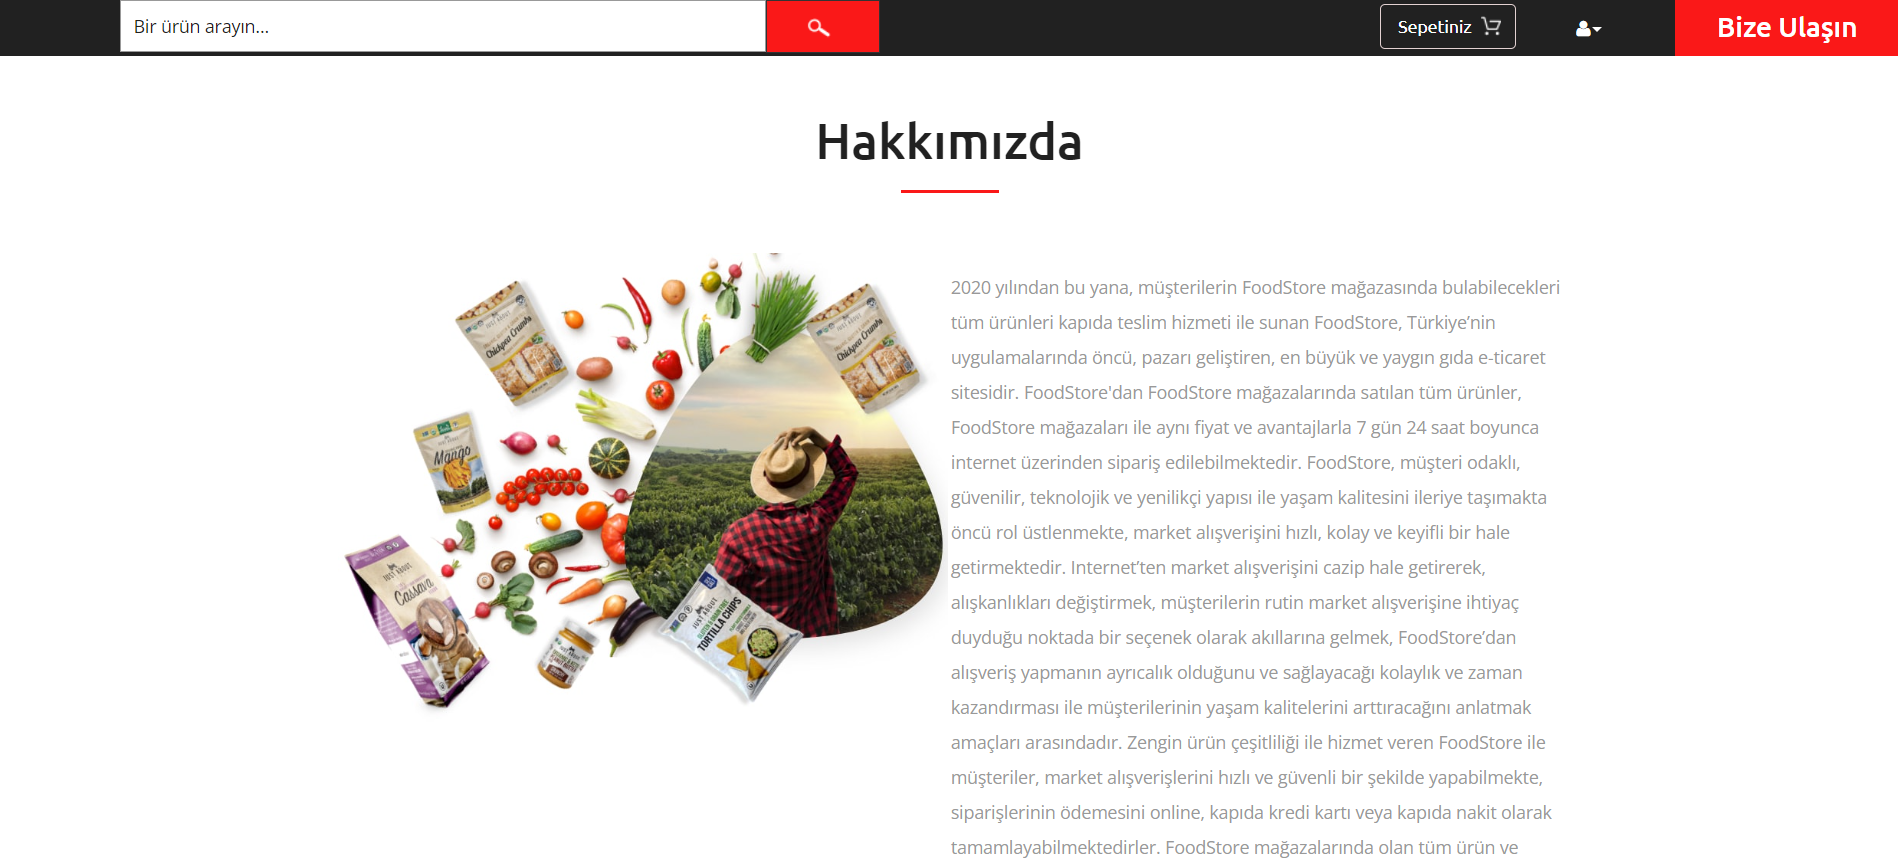 Bir ürün arayın...
Sepetiniz
Bize Ulaşın
Hakkımızda
JUST ABOUT
Chickpea Crumbs
JUST ABOUT
Chickpea Crumbs
Mango
JUST ABOUT
Cassava
JUST ABOUT
TORTILLA CHIPS
2020 yılından bu yana, müşterilerin FoodStore mağazasında bulabilecekleri
tüm ürünleri kapıda teslim hizmeti ile sunan FoodStore, Türkiye’nin
uygulamalarında öncü, pazarı geliştiren, en büyük ve yaygın gıda e-ticaret
sitesidir. FoodStore'dan FoodStore mağazalarında satılan tüm ürünler,
FoodStore mağazaları ile aynı fiyat ve avantajlarla 7 gün 24 saat boyunca
internet üzerinden sipariş edilebilmektedir. FoodStore, müşteri odaklı,
güvenilir, teknolojik ve yenilikçi yapısı ile yaşam kalitesini ileriye taşımakta
öncü rol üstlenmekte, market alışverişini hızlı, kolay ve keyifli bir hale
getirmektedir. Internet’ten market alışverişini cazip hale getirerek,
alışkanlıkları değiştirmek, müşterilerin rutin market alışverişine ihtiyaç
duyduğu noktada bir seçenek olarak akıllarına gelmek, FoodStore’dan
alışveriş yapmanın ayrıcalık olduğunu ve sağlayacağı kolaylık ve zaman
kazandırması ile müşterilerinin yaşam kalitelerini arttıracağını anlatmak
amaçları arasındadır. Zengin ürün çeşitliliği ile hizmet veren FoodStore ile
müşteriler, market alışverişlerini hızlı ve güvenli bir şekilde yapabilmekte,
siparişlerinin ödemesini online, kapıda kredi kartı veya kapıda nakit olarak
tamamlayabilmektedirler. FoodStore mağazalarında olan tüm ürün ve